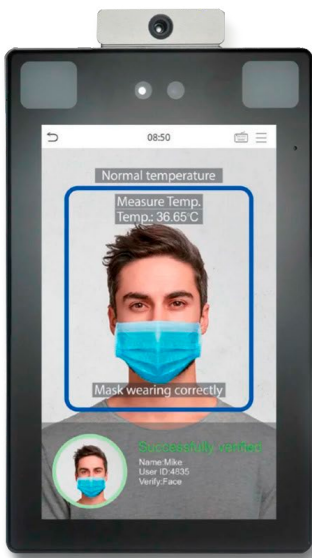 08:50
Normal temperature
Measure Temp.
Temp.: 36.65°C
Mask wearing correctly
Successfully verified
Name:Mike
User ID:4835
Verify:Face